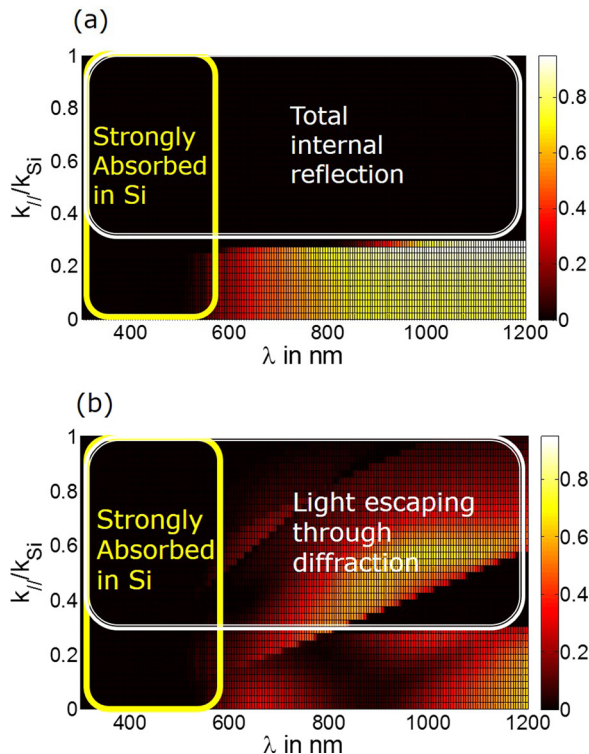 (a)
1
0.8
0.6
0.4
0.2
0
k///kSi
Strongly
Absorbed
in Si
Total
internal
reflection
0.8
0.6
0.4
0.2
0
400 600 800 1000 1200
λ in nm
(b)
1
0.8
0.6
0.4
0.2
0
k///kSi
Strongly
Absorbed
in Si
Light escaping
through
diffraction
0.8
0.6
0.4
0.2
0
400 600 800 1000 1200
λ in nm